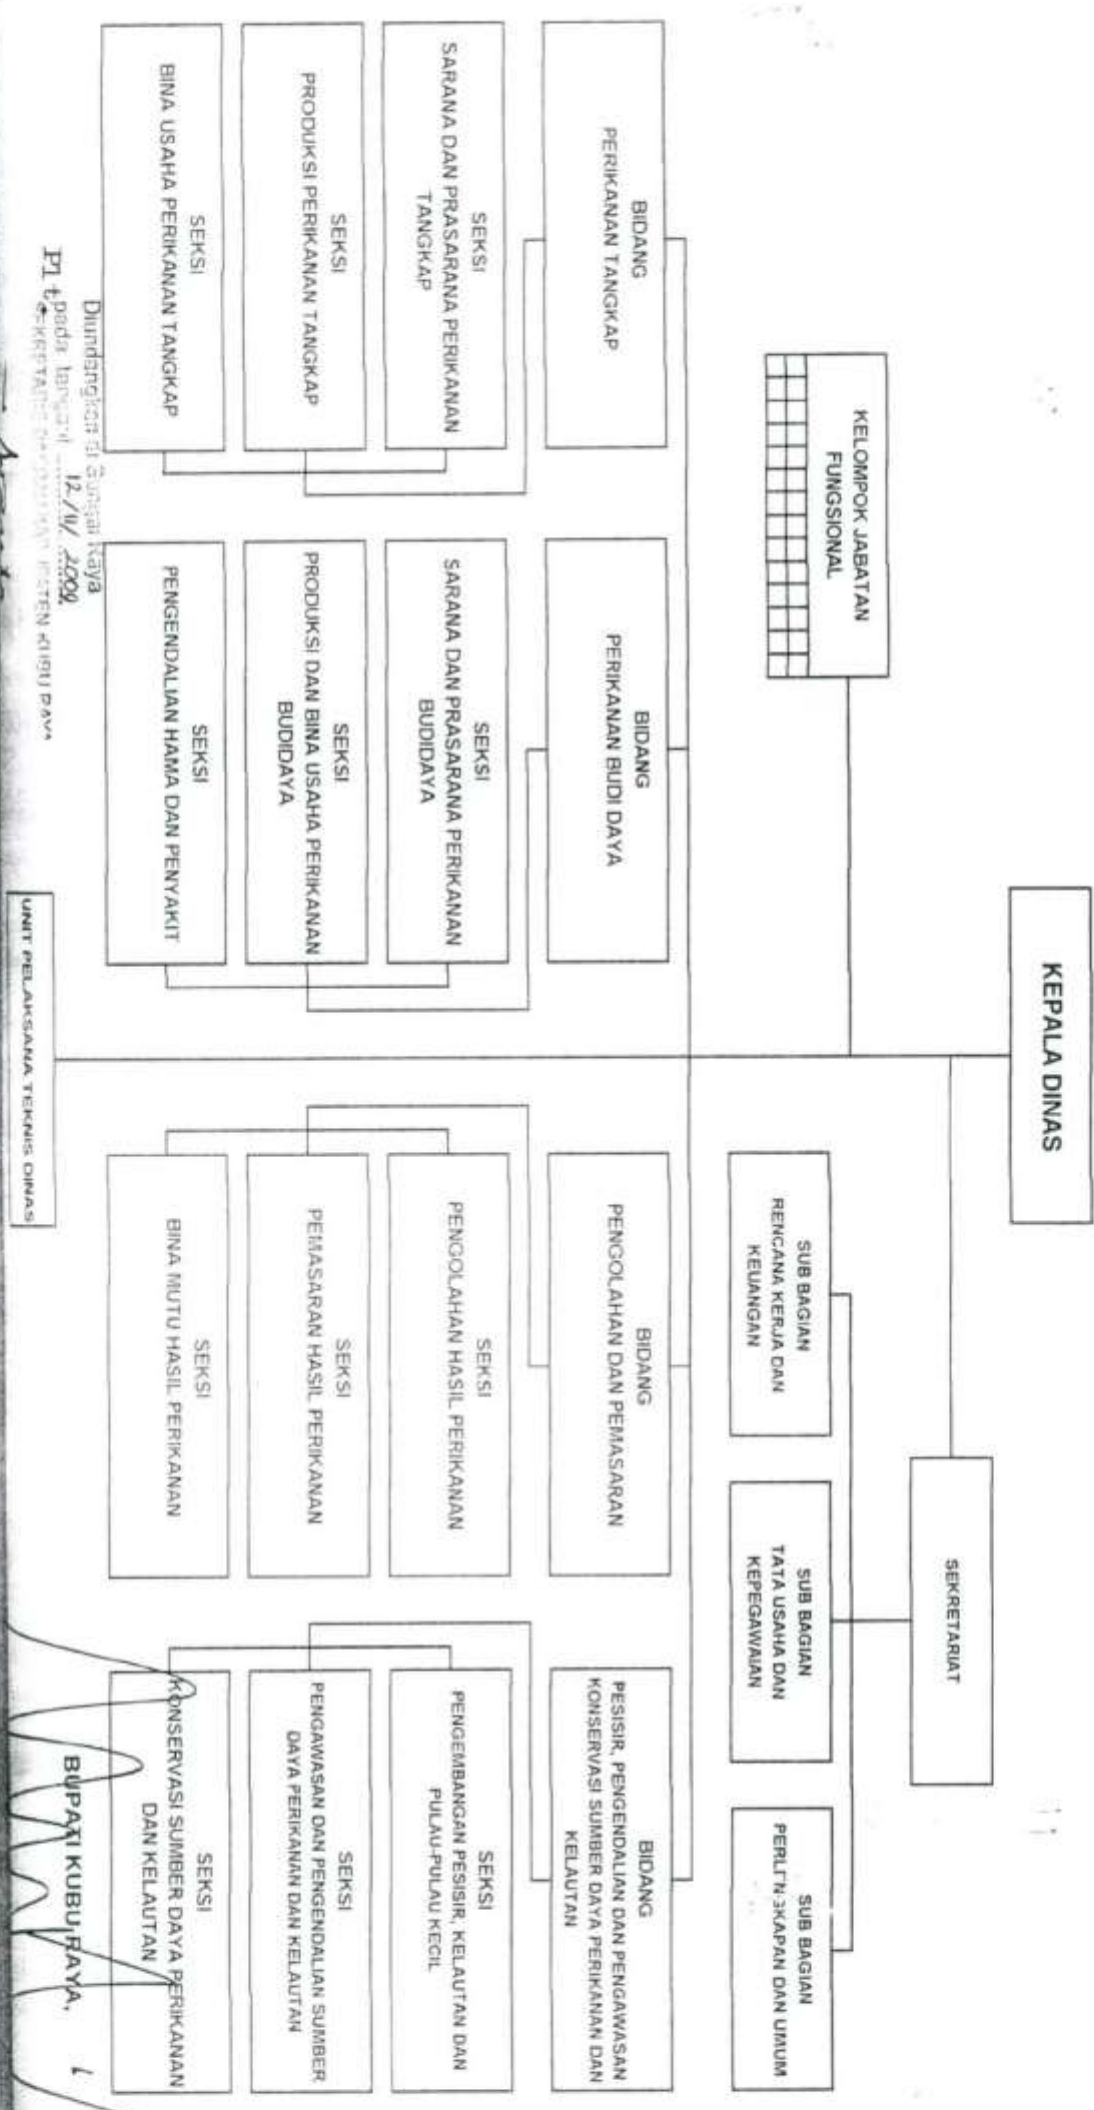 KEPALA DINAS
KELOMPOK JABATAN
FUNGSIONAL
SEKRETARIAT
SUB BAGIAN
RENCANA KERJA DAN
KEUANGAN
SUB BAGIAN
TATA USAHA DAN
KEPEGAWAIAN
SUB BAGIAN
PERLENGKAPAN DAN UMUM
BIDANG
PERIKANAN TANGKAP
BIDANG
PERIKANAN BUDI DAYA
BIDANG
PENGOLAHAN DAN PEMASARAN
BIDANG
PESISIR, PENGENDALIAN DAN PENGAWASAN
KONSERVASI SUMBER DAYA PERIKANAN DAN
KELAUTAN
SEKSI
SARANA DAN PRASARANA PERIKANAN
TANGKAP
SEKSI
SARANA DAN PRASARANA PERIKANAN
BUDIDAYA
SEKSI
PENGOLAHAN HASIL PERIKANAN
SEKSI
PENGEMBANGAN PESISIR, KELAUTAN DAN
PULAU-PULAU KECIL
SEKSI
PRODUKSI PERIKANAN TANGKAP
SEKSI
PRODUKSI DAN BINA USAHA PERIKANAN
BUDIDAYA
SEKSI
PEMASARAN HASIL PERIKANAN
SEKSI
PENGAWASAN DAN PENGENDALIAN SUMBER
DAYA PERIKANAN DAN KELAUTAN
SEKSI
BINA USAHA PERIKANAN TANGKAP
SEKSI
PENGENDALIAN HAMA DAN PENYAKIT
SEKSI
BINA MUTU HASIL PERIKANAN
SEKSI
KONSERVASI SUMBER DAYA PERIKANAN
DAN KELAUTAN
Diundangkan di Sungai Raya
pada tanggal 12/11/2009
Plt. KUBU RAYA
UNIT PELAKSANA TEKNIS DINAS
BUPATI KUBU RAYA,